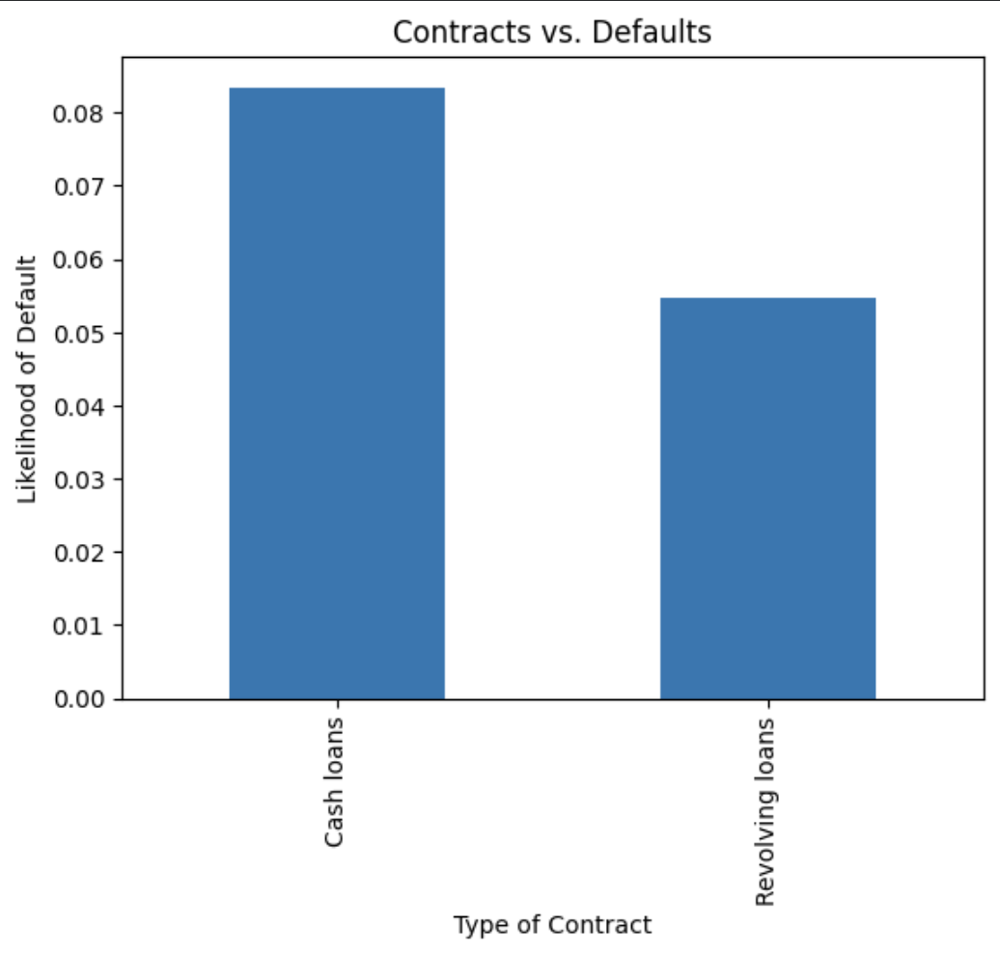 Contracts vs. Defaults
Likelihood of Default
0.08
0.07
0.06
0.05
0.04
0.03
0.02
0.01
0.00
Cash loans
Revolving loans
Type of Contract